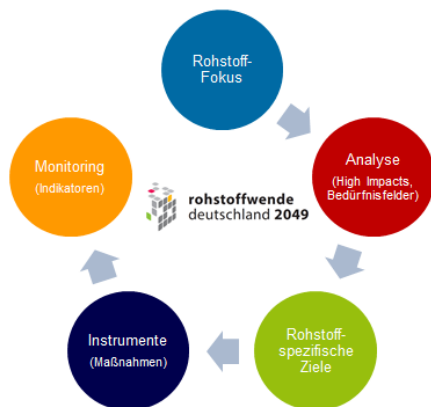 Rohstoff-
Fokus
Analyse
(High Impacts,
Bedürfnisfelder)
Rohstoff-
spezifische
Ziele
Instrumente
(Maßnahmen)
Monitoring
(Indikatoren)
rohstoffwende
deutschland 2049